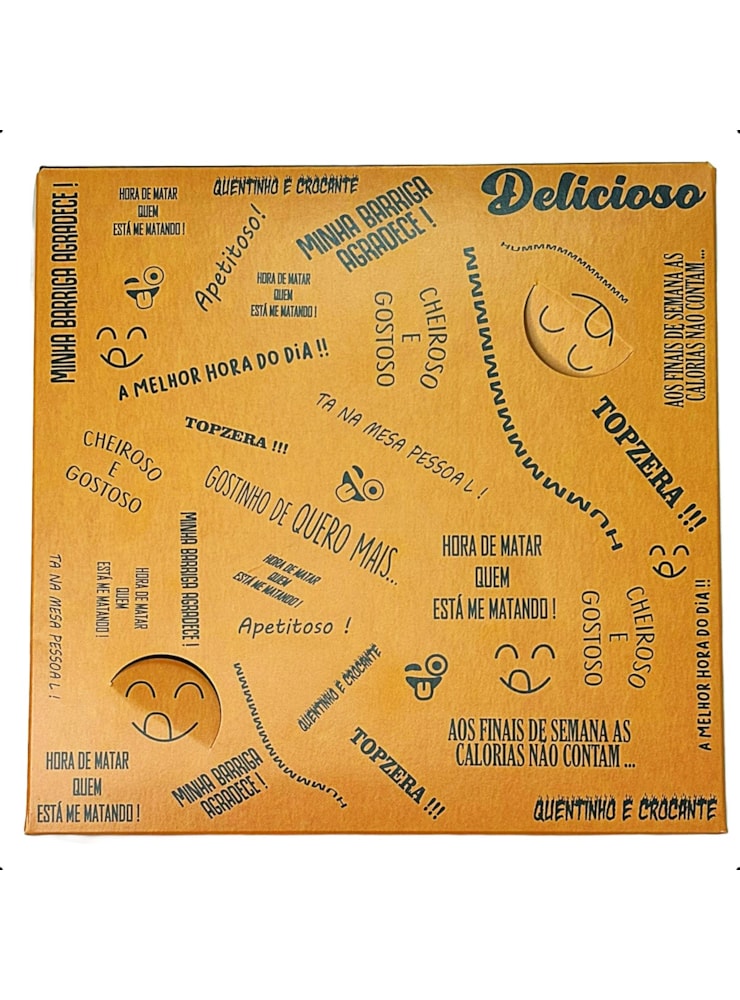 MINHA BARRIGA AGRADECE !
HORA DE MATAR
QUEM
ESTÁ ME MATANDO !
QUENTINHO E CROCANTE
Apetitoso!
MINHA BARRIGA
AGRADECE !
Delicioso
HUMMMMMMMMMMM
HORA DE MATAR
QUEM
ESTÁ ME MATANDO !
CHEIROSO
E
GOSTOSO
AOS FINAIS DE SEMANA AS
CALORIAS NÃO CONTAM ...
A MELHOR HORA DO DIA !!
HUMMMMMMMMMMMMMM
TOPZERA !!!
TA NA MESA PESSOAL !
TOPZERA !!!
CHEIROSO
E
GOSTOSO
GOSTINHO DE QUERO MAIS...
MINHA BARRIGA AGRADECE !
HORA DE MATAR
QUEM
ESTÁ ME MATANDO !
HORA DE MATAR
QUEM
ESTÁ ME MATANDO !
HORA DE MATAR
QUEM
ESTÁ ME MATANDO !
CHEIROSO
E
GOSTOSO
A MELHOR HORA DO DIA !!
TA NA MESA PESSOAL !
Apetitoso !
QUENTINHO E CROCANTE
HUMMMMMMMMMMMMMM
AOS FINAIS DE SEMANA AS
CALORIAS NÃO CONTAM ...
TOPZERA !!!
HORA DE MATAR
QUEM
ESTÁ ME MATANDO !
MINHA BARRIGA
AGRADECE !
QUENTINHO E CROCANTE